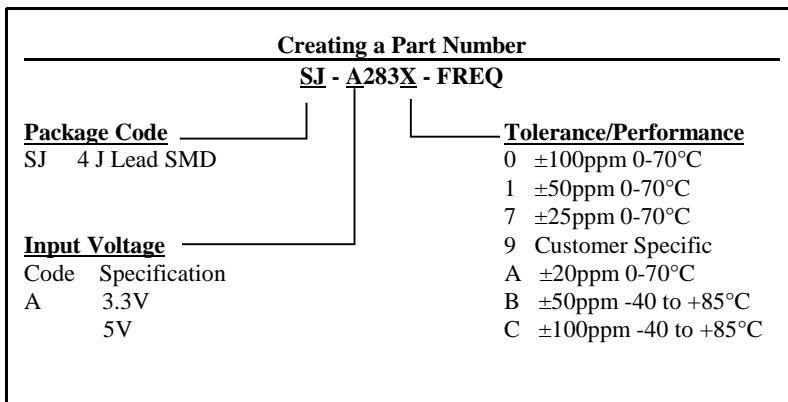 Creating a Part Number
SJ - A283X - FREQ
Package Code
SJ 4 J Lead SMD
Input Voltage
Code Specification
A 3.3V
5V
Tolerance/Performance
0 ±100ppm 0-70°C
1 ±50ppm 0-70°C
7 ±25ppm 0-70°C
9 Customer Specific
A ±20ppm 0-70°C
B ±50ppm -40 to +85°C
C ±100ppm -40 to +85°C